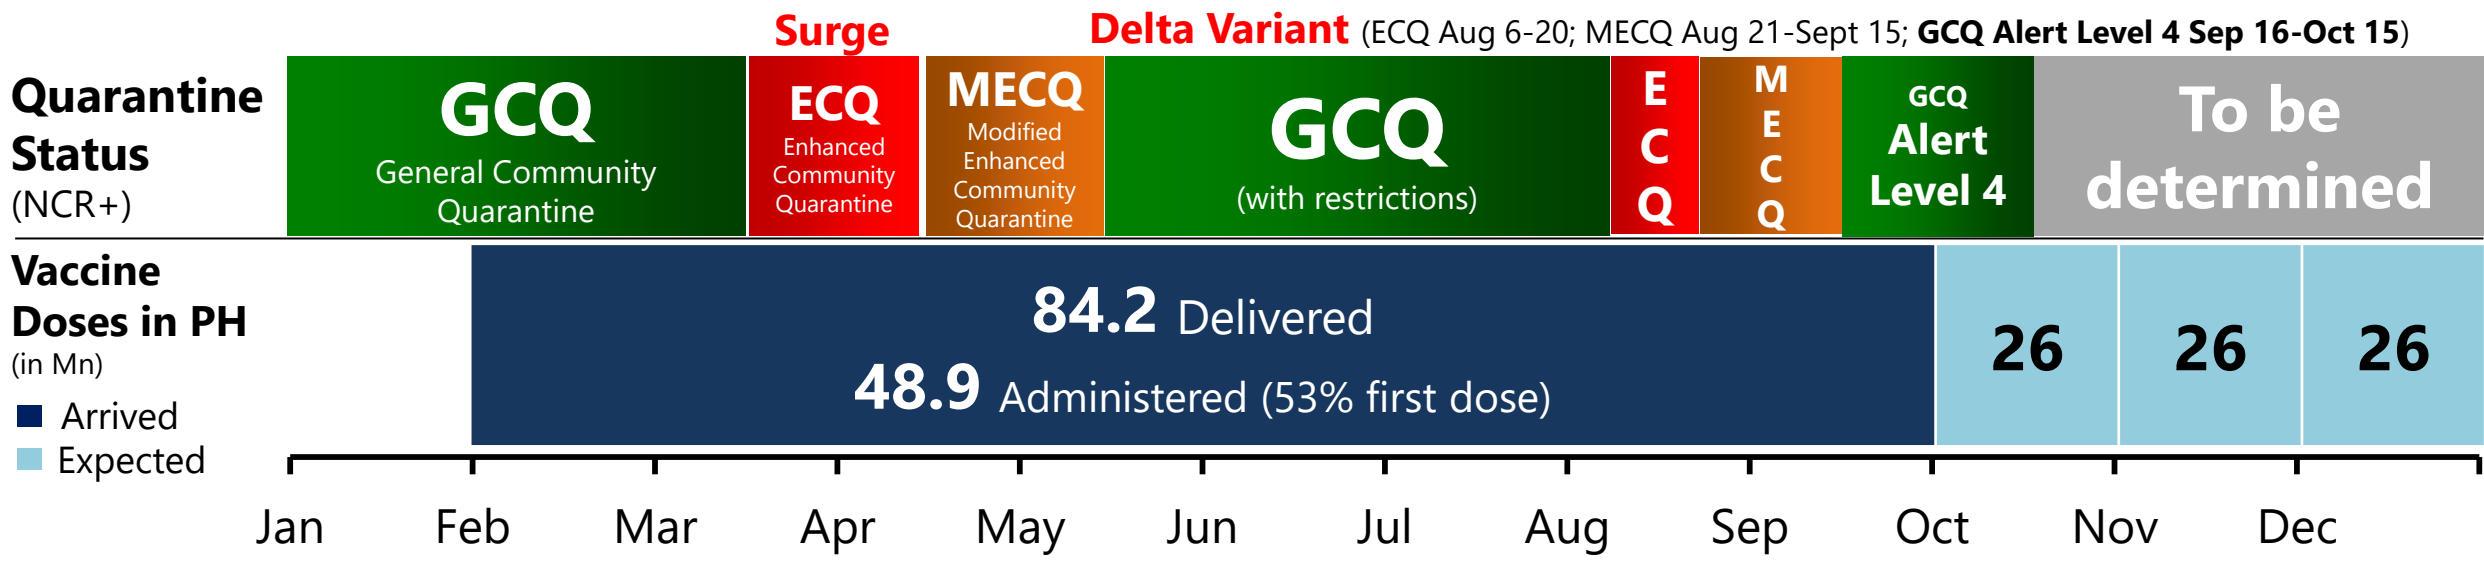 Surge
Delta Variant (ECQ Aug 6-20; MECQ Aug 21-Sept 15; GCQ Alert Level 4 Sep 16-Oct 15)
Quarantine
Status
(NCR+)
GCQ
General Community
Quarantine
ECQ
Enhanced
Community
Quarantine
MECQ
Modified
Enhanced
Community
Quarantine
GCQ
(with restrictions)
E
C
Q
M
E
C
Q
GCQ
Alert
Level 4
To be
determined
Vaccine
Doses in PH
(in Mn)
Arrived
Expected
84.2 Delivered
48.9 Administered (53% first dose)
26
26
26
Jan Feb Mar Apr May Jun Jul Aug Sep Oct Nov Dec